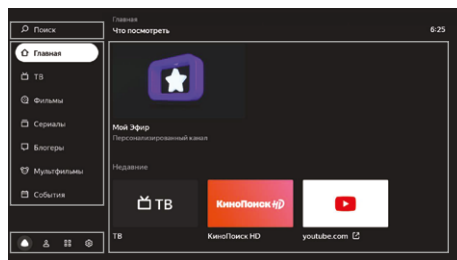 Поиск
Главная
ТВ
Фильмы
Сериалы
Блогеры
Мультфильмы
События
Главная
Что посмотреть
6:25
Мой Эфир
Персонализированный канал
Недавние
ТВ
КиноПоиск HD
ТВ
КиноПоиск HD
youtube.com